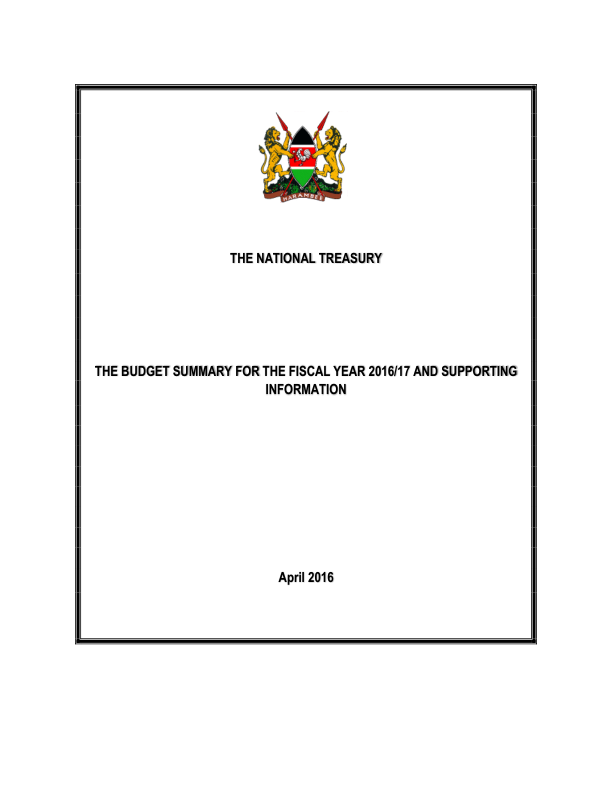 HARAMBEE
THE NATIONAL TREASURY
THE BUDGET SUMMARY FOR THE FISCAL YEAR 2016/17 AND SUPPORTING
INFORMATION
April 2016